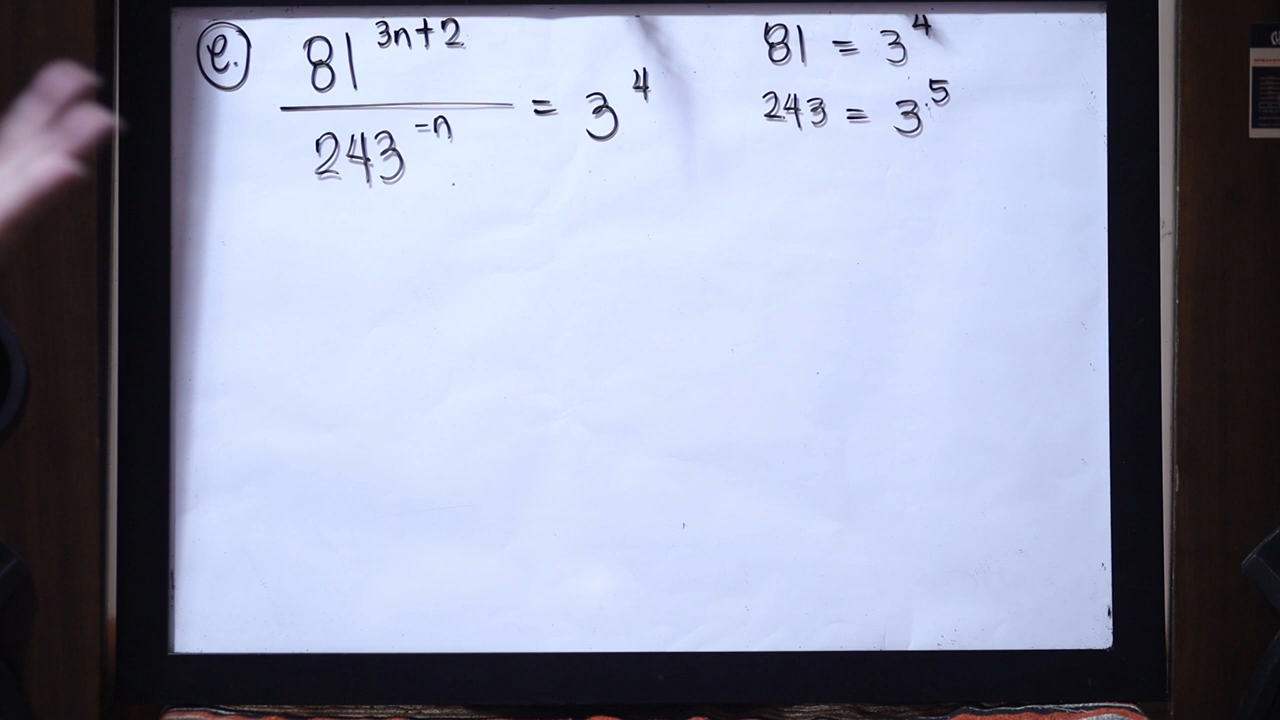 e. 81^(3n+2) / 243^(-n) = 3^4
81 = 3^4
243 = 3^5